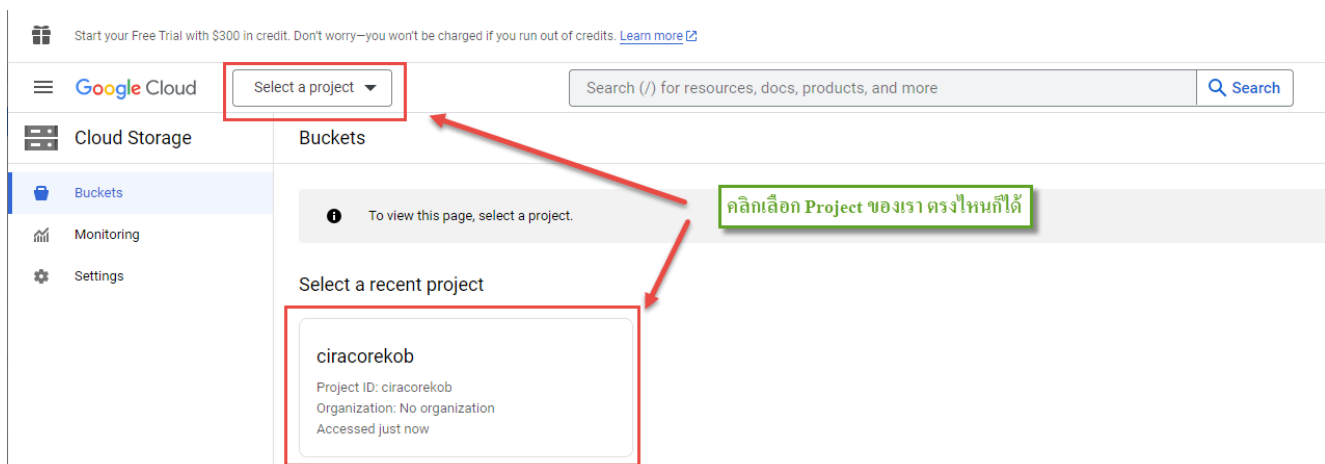 Start your Free Trial with $300 in credit. Don't worry—you won't be charged if you run out of credits. Learn more
Google Cloud
Select a project
Search (/) for resources, docs, products, and more
Search
Cloud Storage
Buckets
Buckets
To view this page, select a project.
คลิกเลือก Project ของเรา ตรงไหนก็ได้
Monitoring
Settings
Select a recent project
ciracorekob
Project ID: ciracorekob
Organization: No organization
Accessed just now